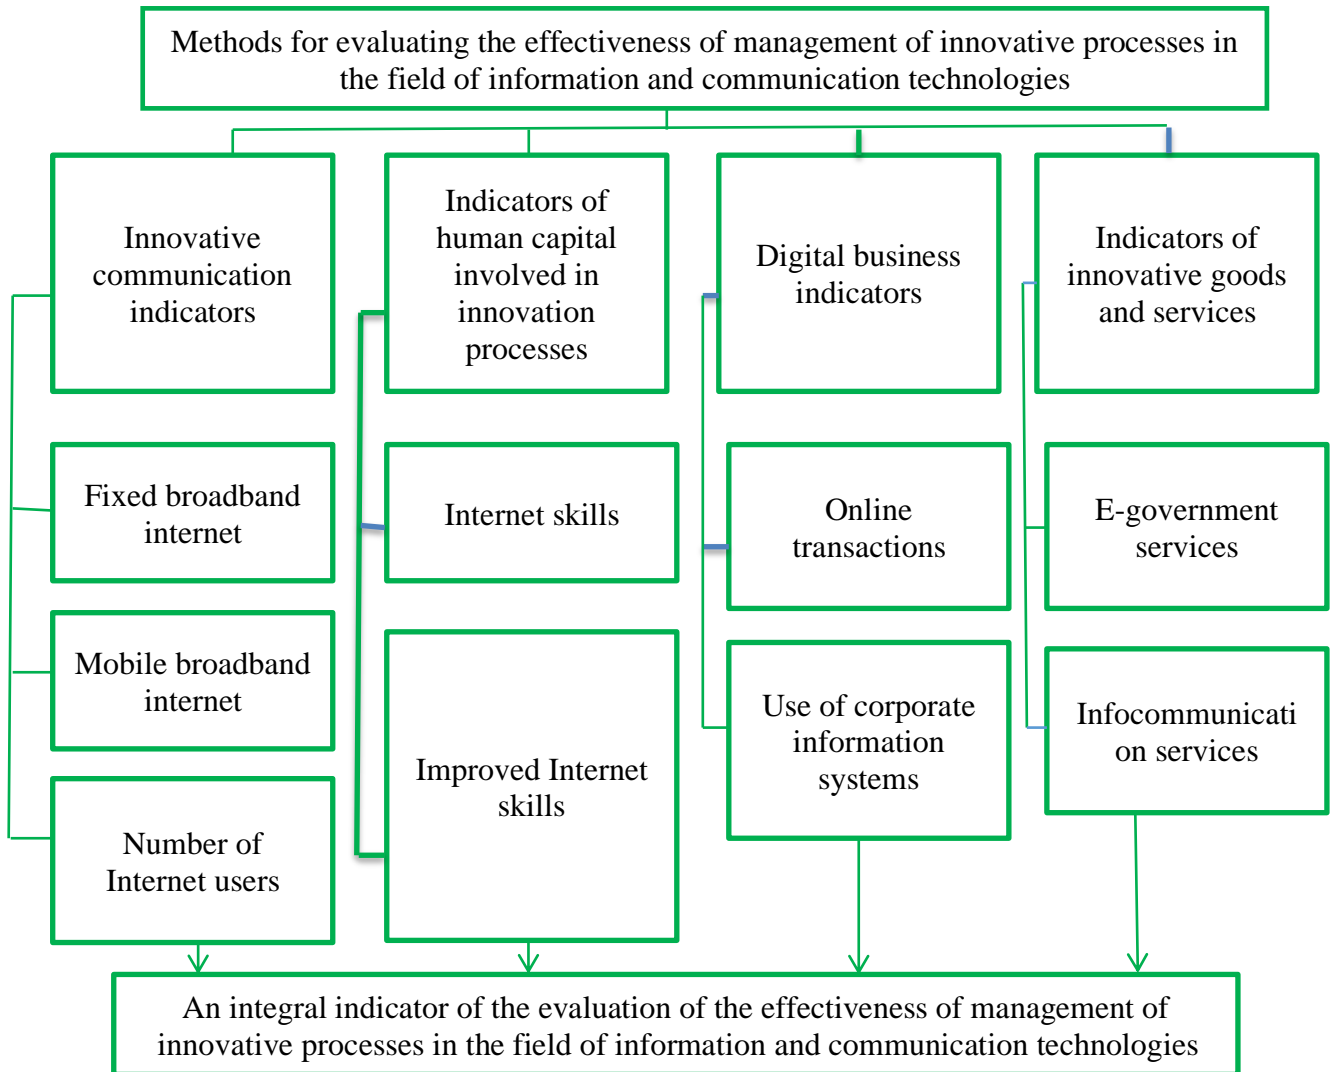 Methods for evaluating the effectiveness of management of innovative processes in
the field of information and communication technologies
Innovative
communication
indicators
Indicators of
human capital
involved in
innovation
processes
Digital business
indicators
Indicators of
innovative goods
and services
Fixed broadband
internet
Internet skills
Online
transactions
E-government
services
Mobile broadband
internet
Improved Internet
skills
Use of corporate
information
systems
Infocommunicati
on services
Number of
Internet users
An integral indicator of the evaluation of the effectiveness of management of
innovative processes in the field of information and communication technologies